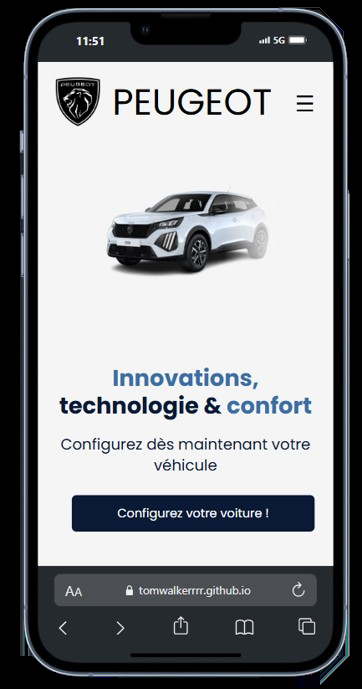 11:51
5G
PEUGEOT
PEUGEOT
Innovations,
technologie & confort
Configurez dès maintenant votre
véhicule
Configurez votre voiture !
AA
tomwalkerrrr.github.io